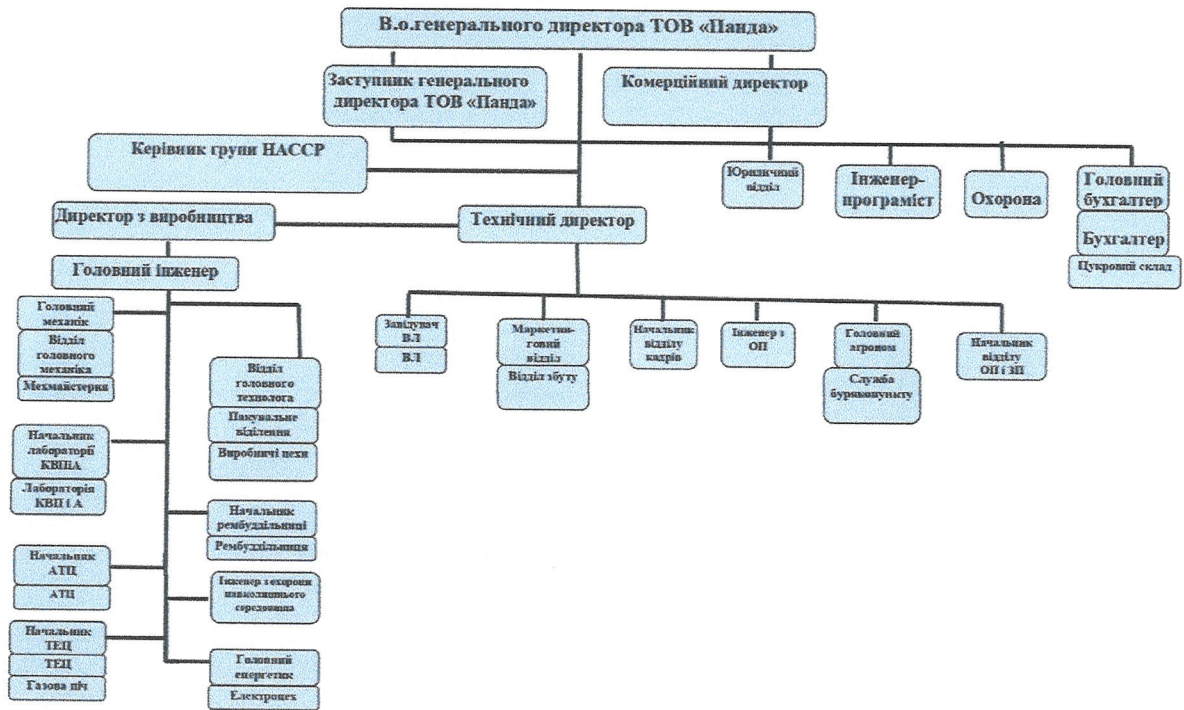 В.о.генерального директора ТОВ «Панда»
Заступник генерального
директора ТОВ «Панда»
Комерційний директор
Керівник групи НАССР
Юридичний
відділ
Інженер-
програміст
Охорона
Головний
бухгалтер
Бухгалтер
Цукровий склад
Директор з виробництва
Технічний директор
Головний інженер
Головний
механік
Відділ
головного
механіка
Мехмайстерня
Відділ
головного
технолога
Пакувальне
віділення
Виробничі цехи
Завідувач
ВЛ
ВЛ
Маркетин-
говий
відділ
Відділ збуту
Начальник
відділу
кадрів
Інженер з
ОП
Головний
агроном
Служба
бурякопункту
Начальник
відділу
ОП і ЗП
Начальник
лабораторії
КВПІА
Лабораторія
КВП і А
Начальник
рембуддільниці
Рембуддільниця
Начальник
АТЦ
АТЦ
Інженер з охорони
навколишнього
середовища
Начальник
ТЕЦ
ТЕЦ
Газова піч
Головний
енергетик
Електроцех